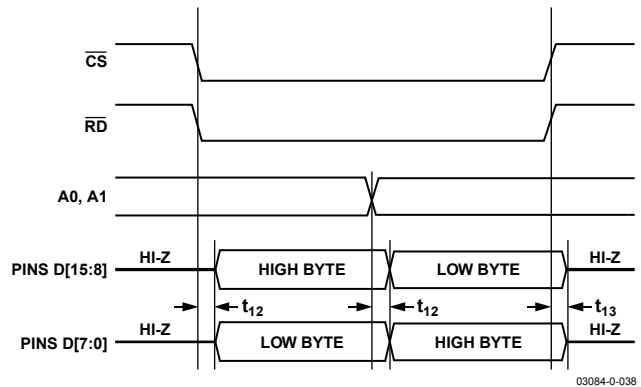 CS
RD
A0, A1
PINS D[15:8] HI-Z HIGH BYTE LOW BYTE HI-Z
t12 t12 t13
PINS D[7:0] LOW BYTE HIGH BYTE HI-Z
03084-0-038